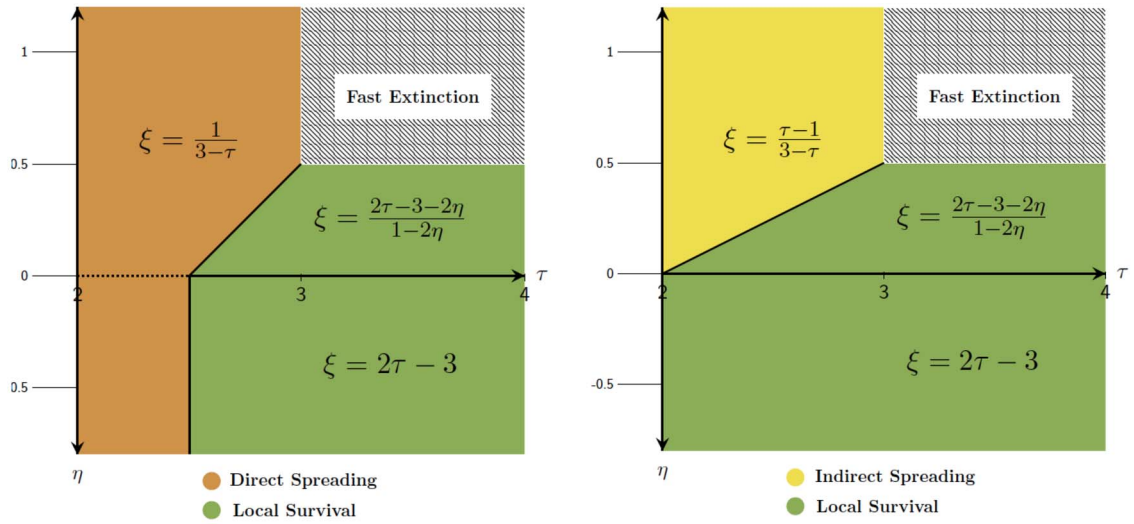 1
Fast Extinction
ξ = 1/(3−τ)
0.5
ξ = (2τ−3−2η)/(1−2η)
0
τ
2
3
4
ξ = 2τ − 3
0.5
η
Direct Spreading
Local Survival
1
Fast Extinction
ξ = (τ−1)/(3−τ)
0.5
ξ = (2τ−3−2η)/(1−2η)
0
τ
2
3
4
ξ = 2τ − 3
-0.5
η
Indirect Spreading
Local Survival